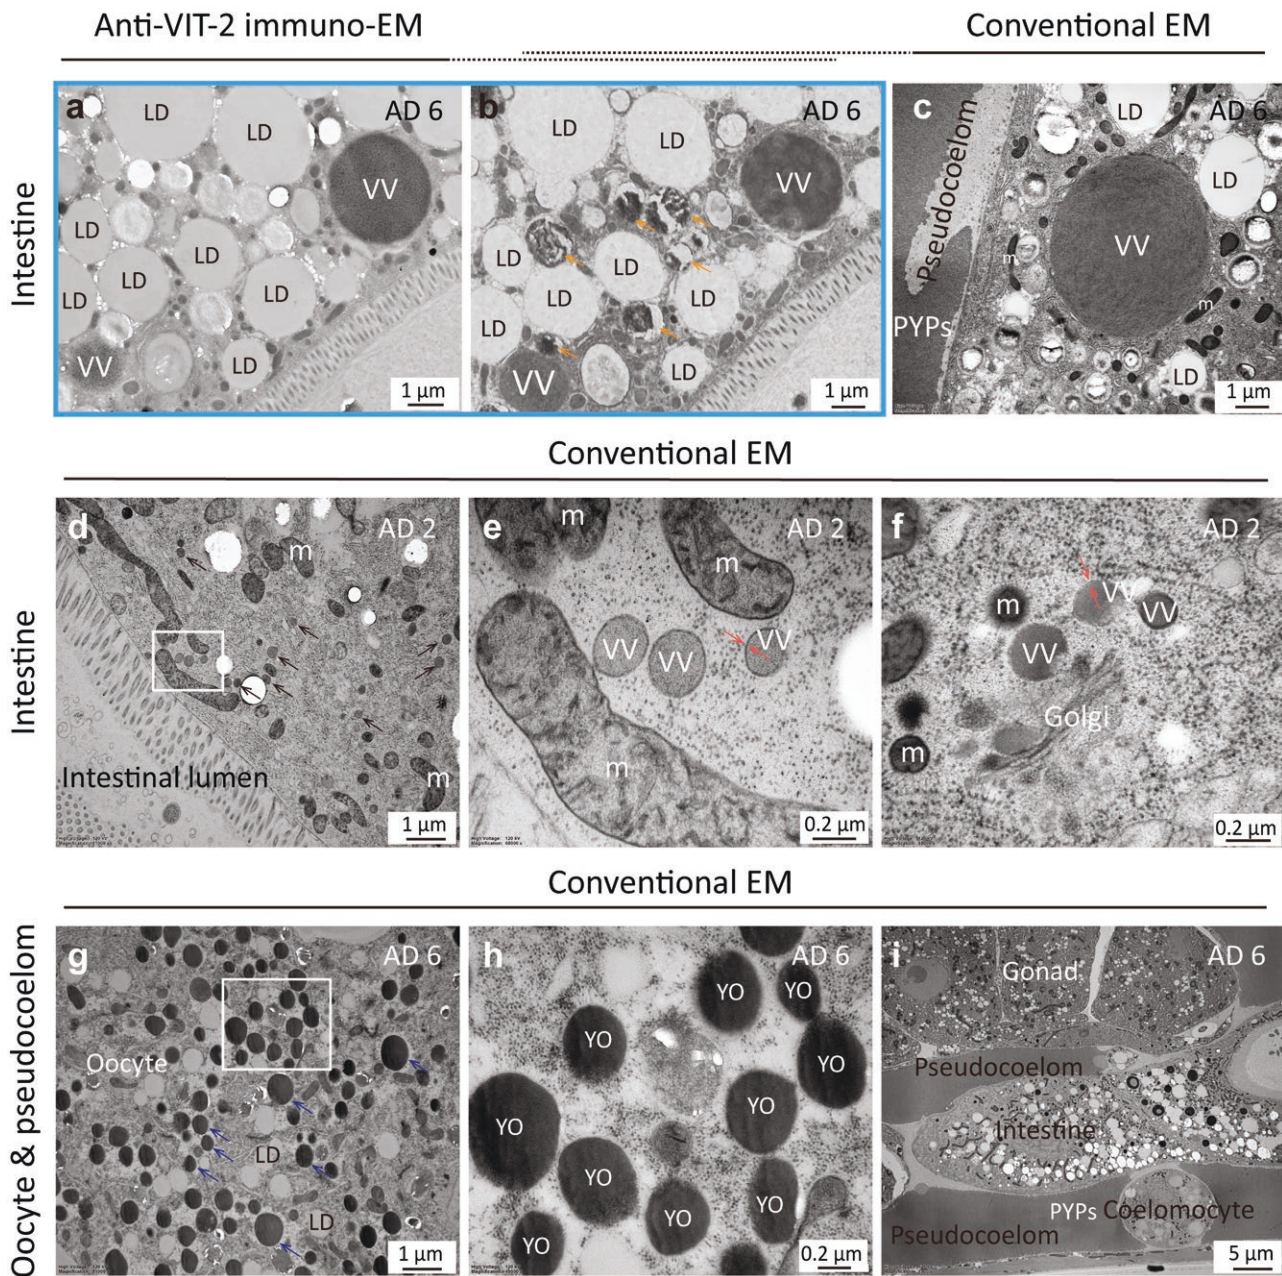 Anti-VIT-2 immuno-EM
Conventional EM
Intestine
a
AD 6
LD
LD
VV
LD
LD
LD
LD
LD
VV
LD
1 µm
b
AD 6
LD
LD
VV
LD
LD
LD
LD
LD
VV
LD
1 µm
c
AD 6
LD
Pseudocoelom
LD
VV
m
m
PYPs
LD
1 µm
Conventional EM
Intestine
d
AD 2
m
Intestinal lumen
m
1 µm
e
AD 2
m
m
VV
VV
VV
m
0.2 µm
f
AD 2
VV
m
VV
VV
Golgi
m
0.2 µm
Conventional EM
Oocyte & pseudocoelom
g
AD 6
Oocyte
LD
LD
1 µm
h
AD 6
YO
YO
YO
YO
YO
YO
YO
YO
YO
YO
0.2 µm
i
AD 6
Gonad
Pseudocoelom
Intestine
PYPs
Coelomocyte
Pseudocoelom
5 µm